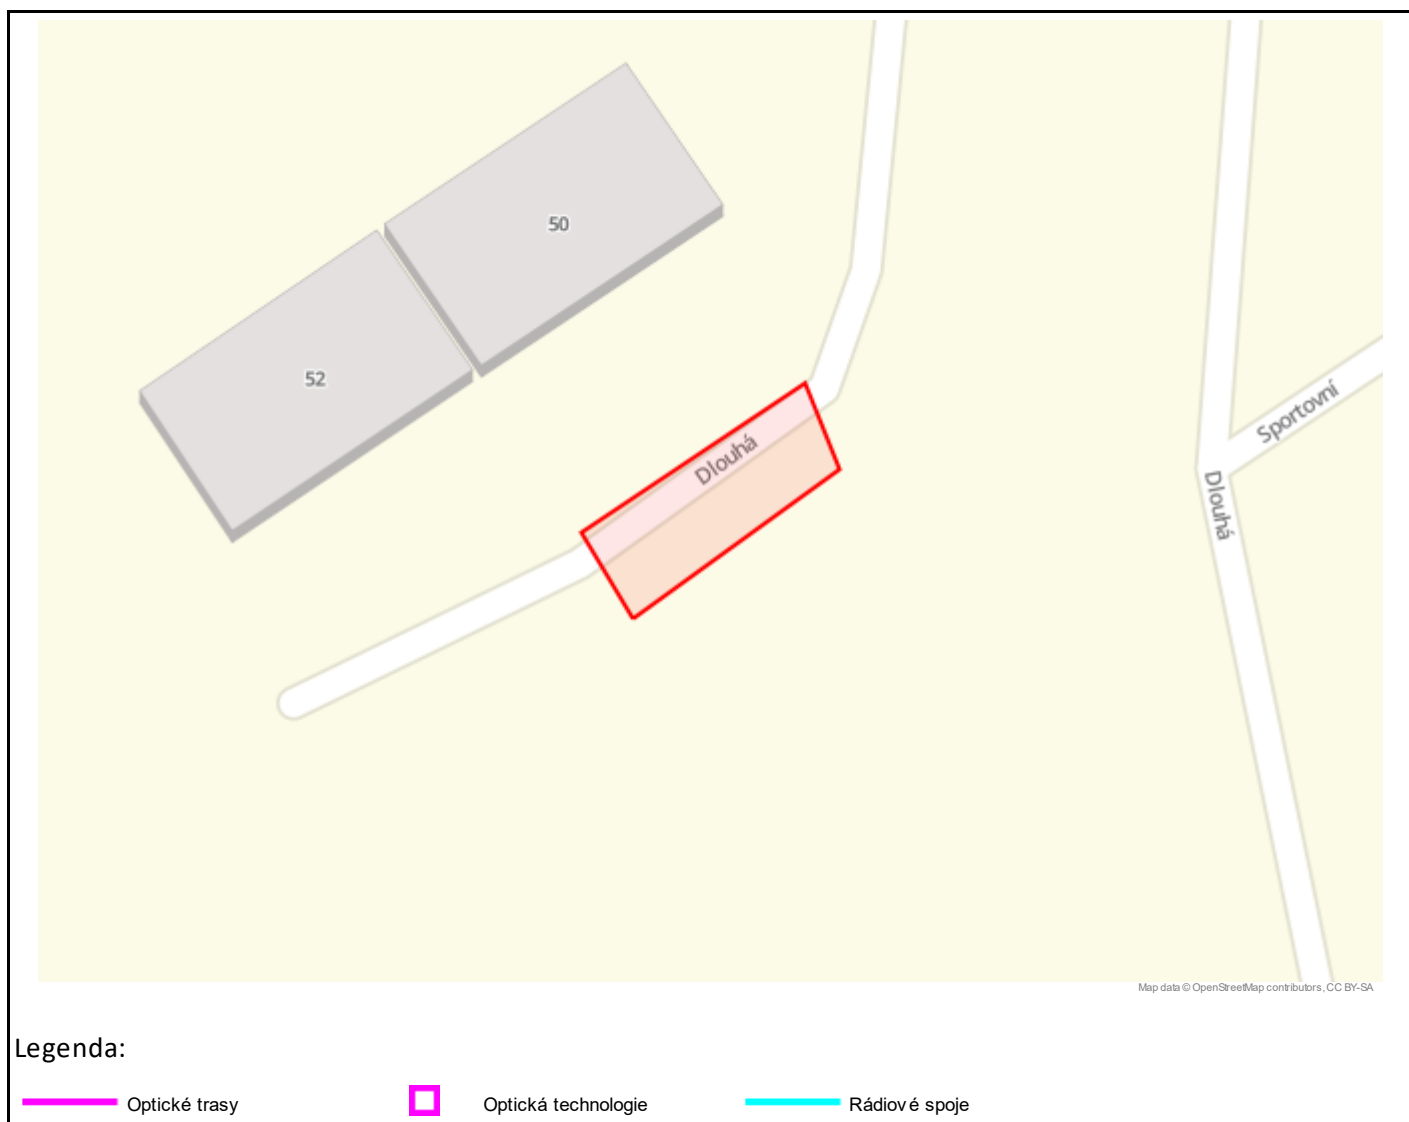 50
52
Dlouhá
Sportovní
Dlouhá
Map data © OpenStreetMap contributors, CC BY-SA
Legenda:
Optické trasy
Optická technologie
Rádiové spoje